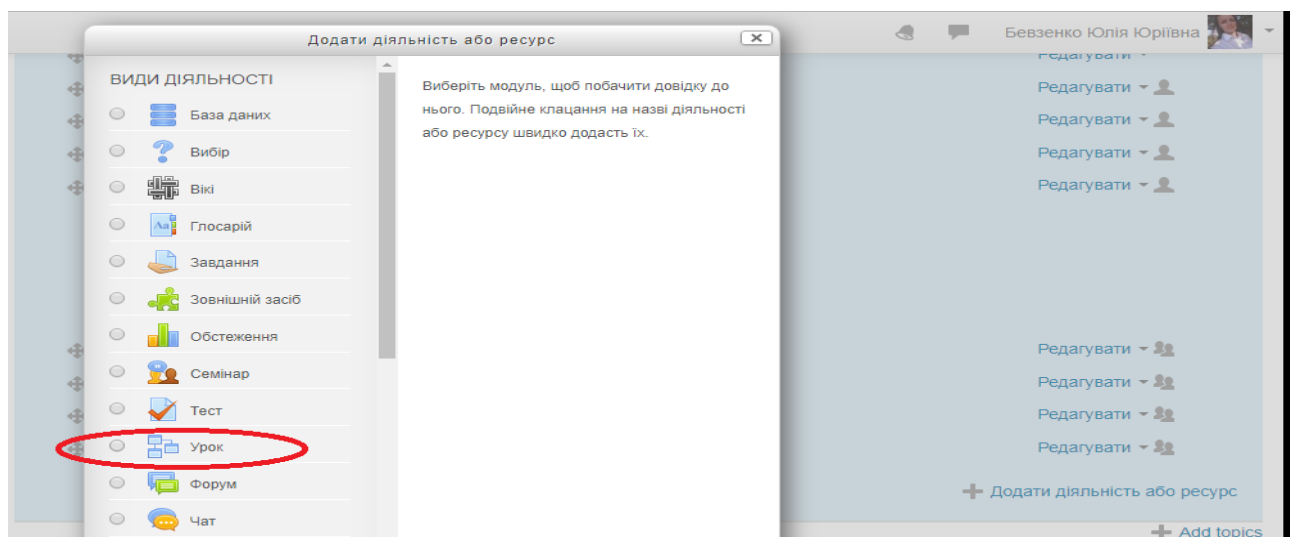 Додати діяльність або ресурс
Бевзенко Юлія Юріївна
ВИДИ ДІЯЛЬНОСТІ
База даних
Вибір
Вікі
Глосарій
Завдання
Зовнішній засіб
Обстеження
Семінар
Тест
Урок
Форум
Чат
Виберіть модуль, щоб побачити довідку до
нього. Подвійне клацання на назві діяльності
або ресурсу швидко додасть їх.
Редагувати
Редагувати
Редагувати
Редагувати
Редагувати
Редагувати
Редагувати
Редагувати
Редагувати
Додати діяльність або ресурс
Add topics